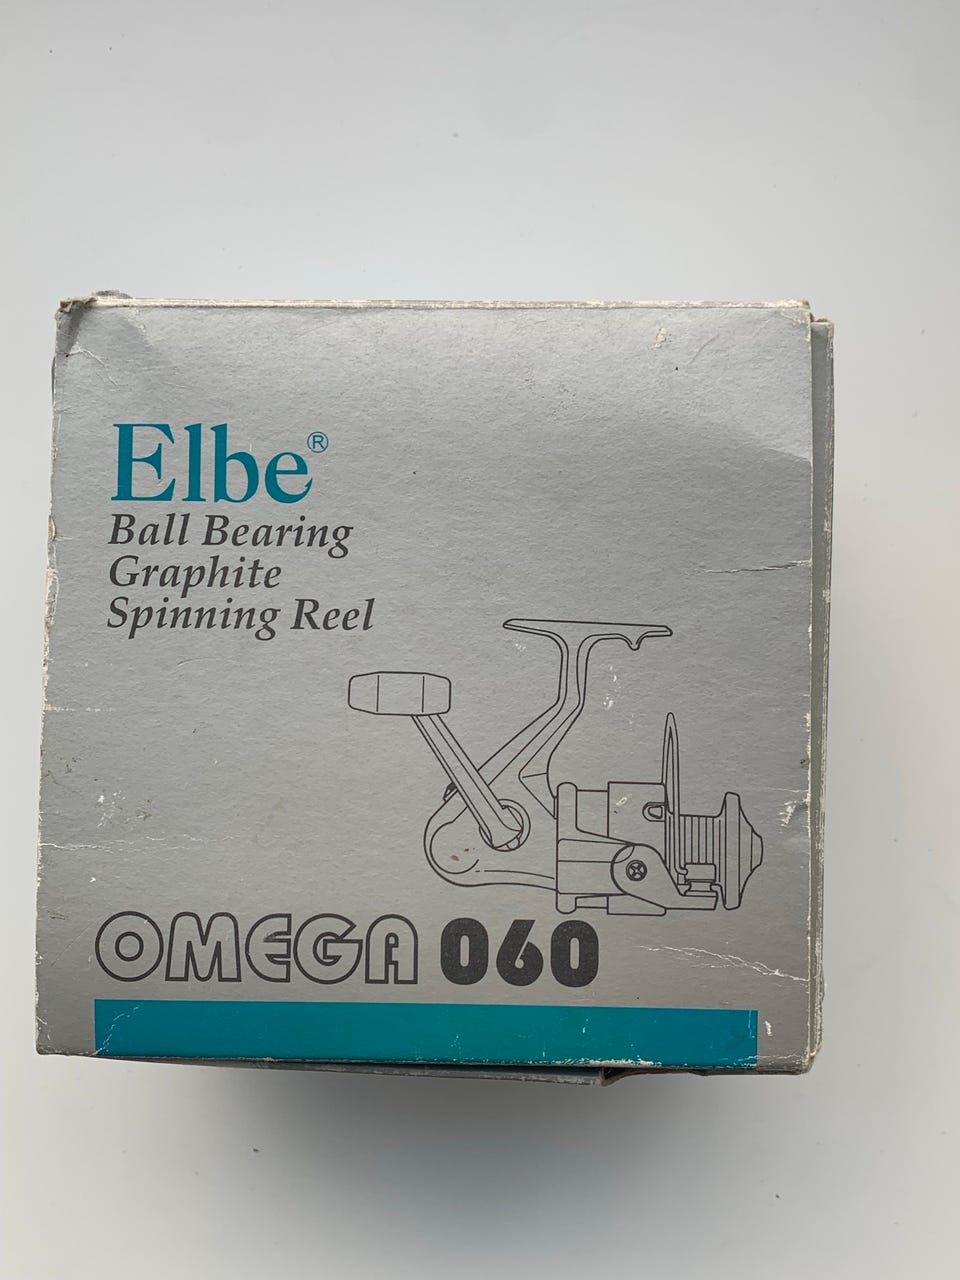 Elbe®
Ball Bearing
Graphite
Spinning Reel
OMEGA 060